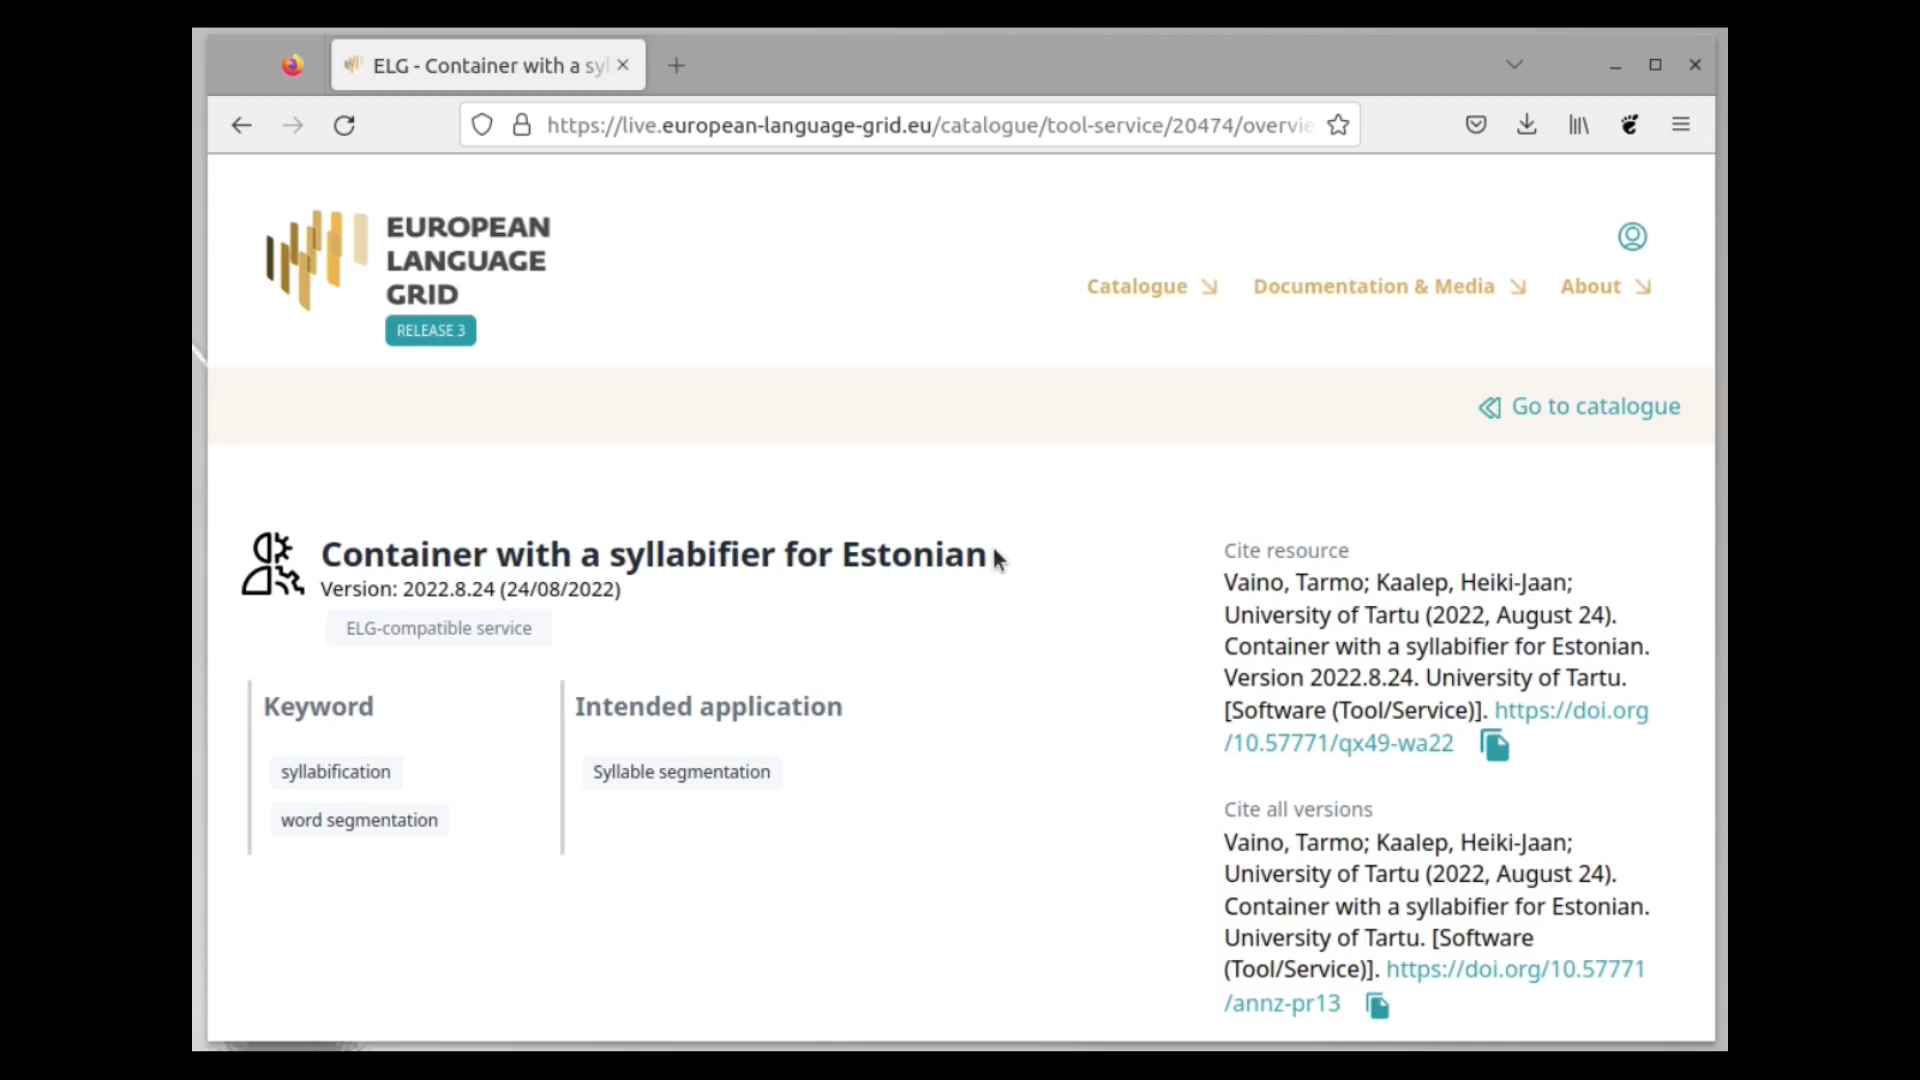 ELG - Container with a syl
https://live.european-language-grid.eu/catalogue/tool-service/20474/overvie
EUROPEAN
LANGUAGE
GRID
RELEASE 3
Catalogue
Documentation & Media
About
Go to catalogue
Container with a syllabifier for Estonian
Version: 2022.8.24 (24/08/2022)
ELG-compatible service
Keyword
syllabification
word segmentation
Intended application
Syllable segmentation
Cite resource
Vaino, Tarmo; Kaalep, Heiki-Jaan;
University of Tartu (2022, August 24).
Container with a syllabifier for Estonian.
Version 2022.8.24. University of Tartu.
[Software (Tool/Service)]. https://doi.org
/10.57771/qx49-wa22
Cite all versions
Vaino, Tarmo; Kaalep, Heiki-Jaan;
University of Tartu (2022, August 24).
Container with a syllabifier for Estonian.
University of Tartu. [Software
(Tool/Service)]. https://doi.org/10.57771
/annz-pr13